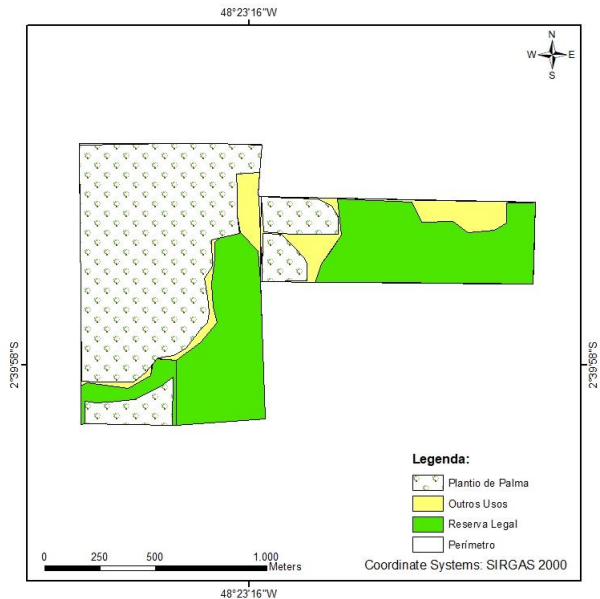 48°23'16"W
N
W E
S
2°39'58"S
2°39'58"S
Legenda:
Plantio de Palma
Outros Usos
Reserva Legal
Perímetro
0 250 500 1.000
Meters
Coordinate Systems: SIRGAS 2000
48°23'16"W